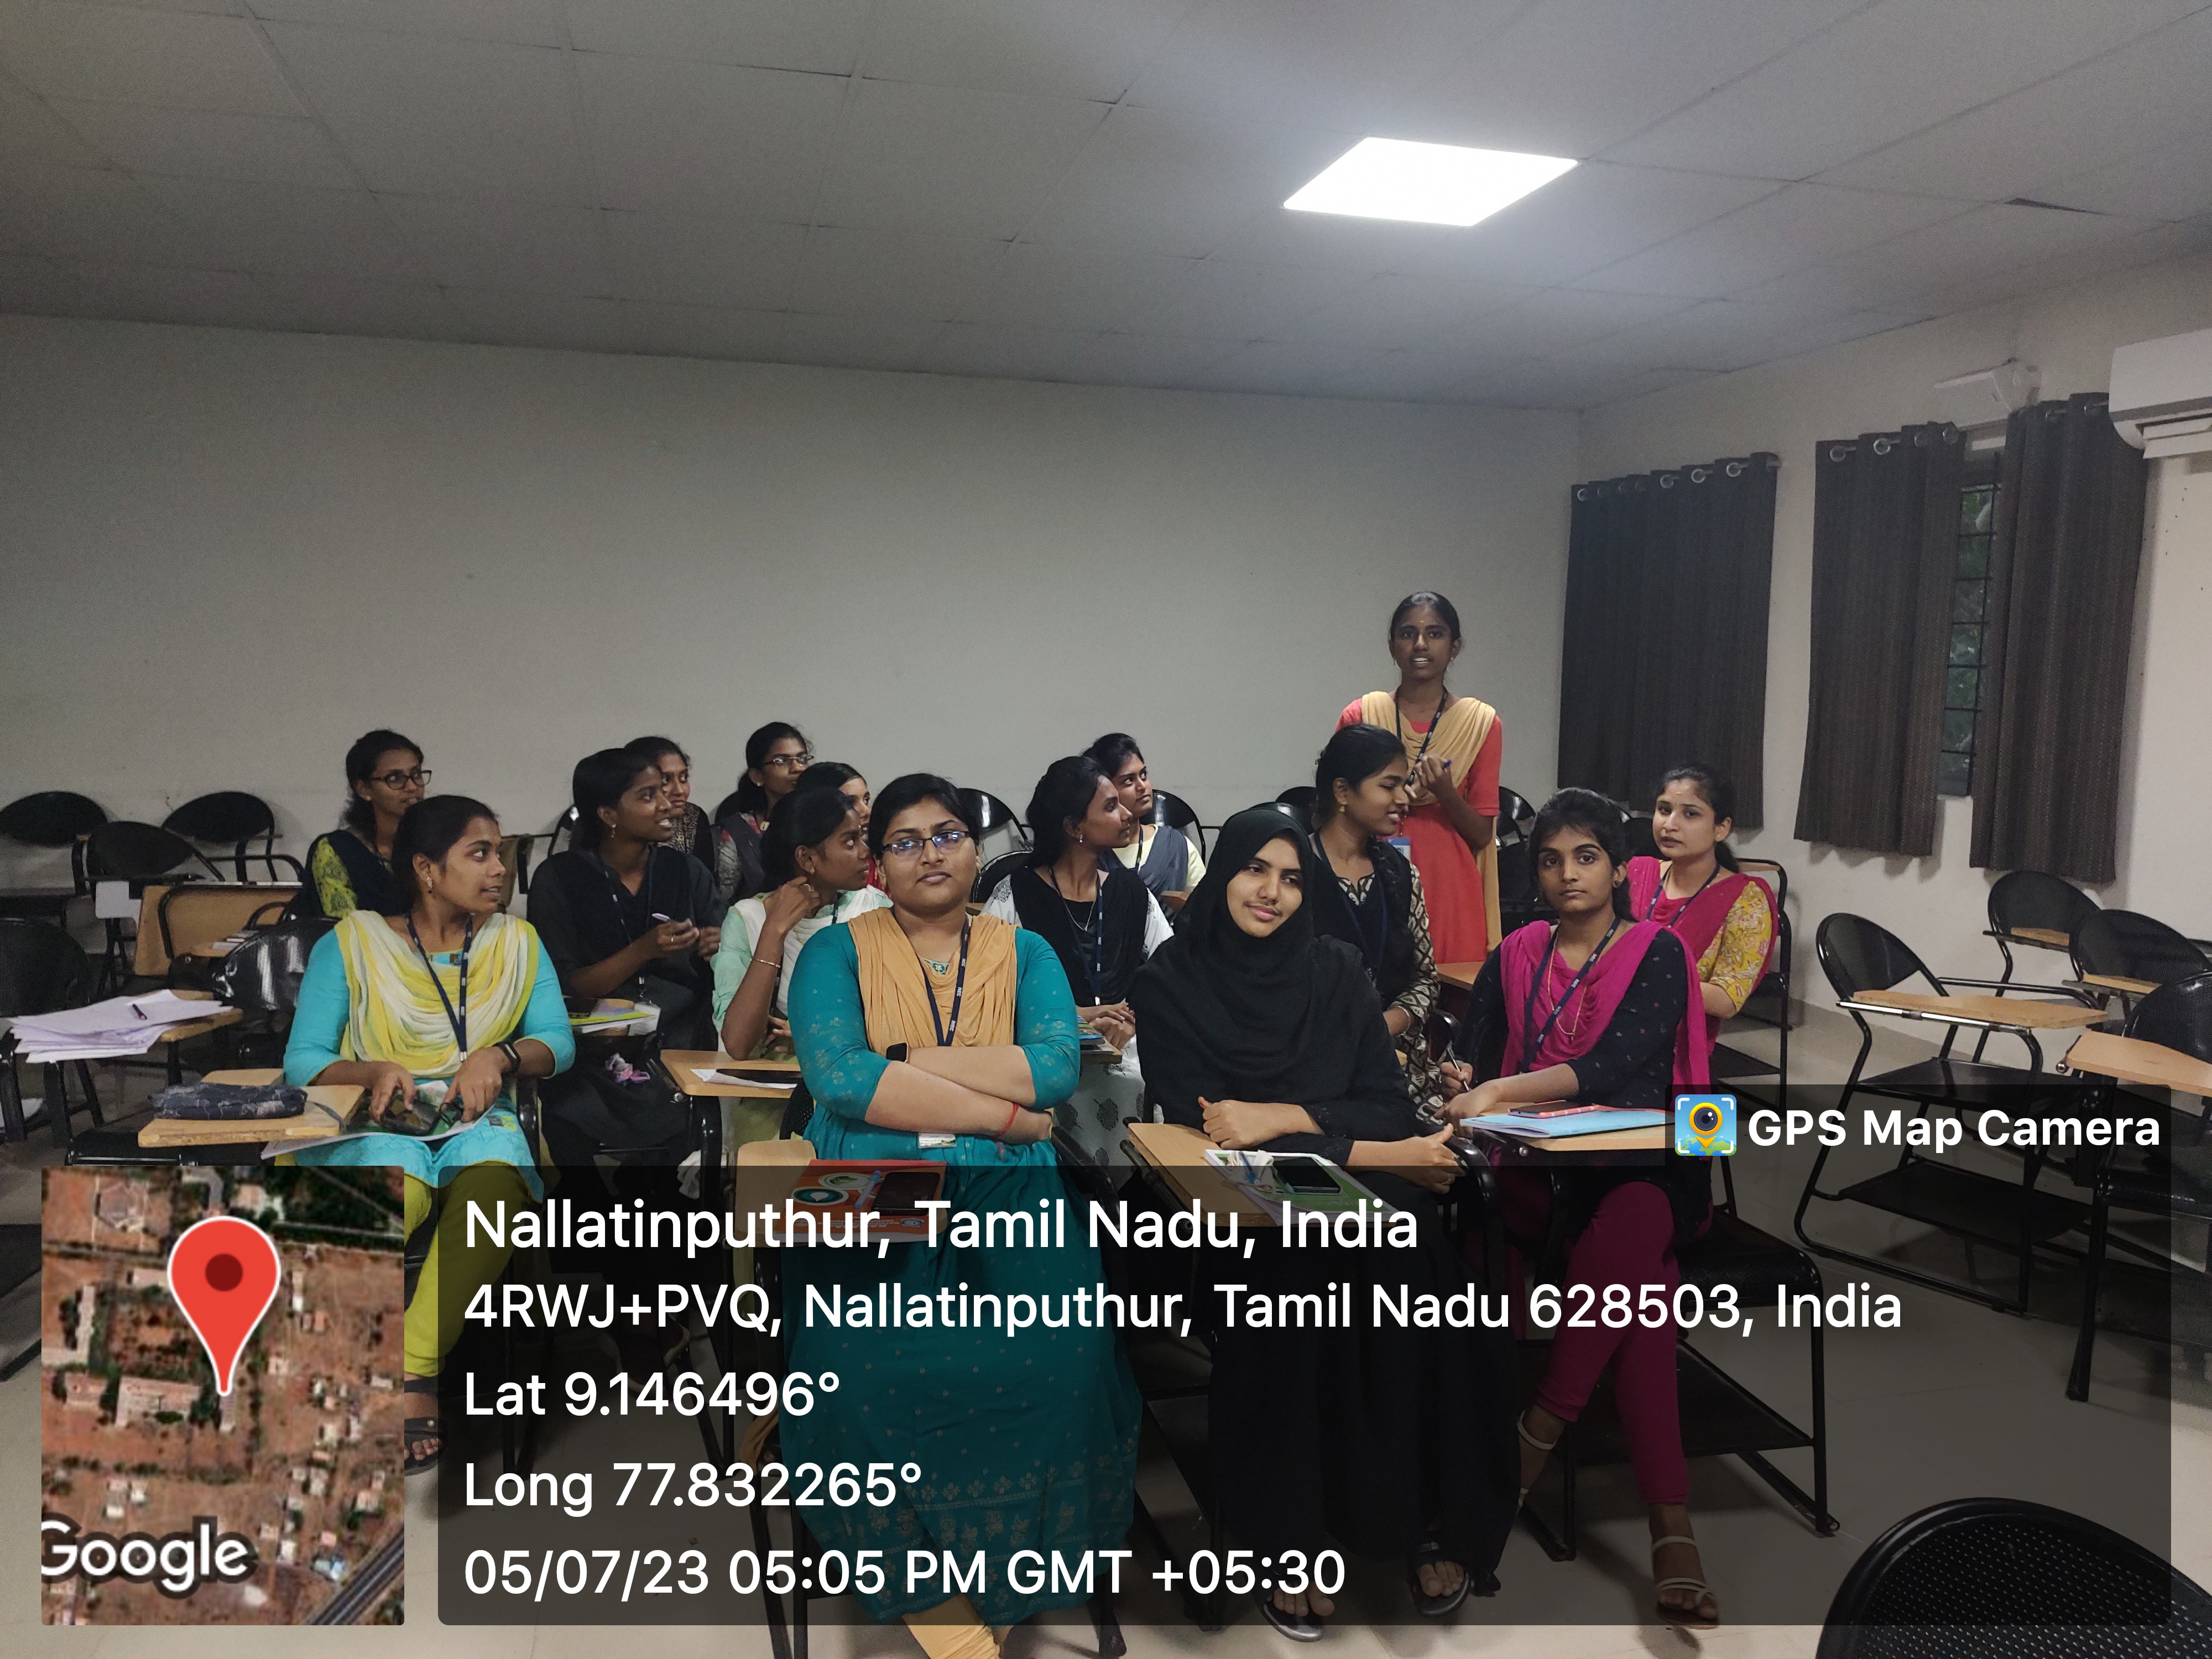 GPS Map Camera
Nallatinputhur, Tamil Nadu, India
4RWJ+PVQ, Nallatinputhur, Tamil Nadu 628503, India
Lat 9.146496°
Long 77.832265°
05/07/23 05:05 PM GMT +05:30
Google